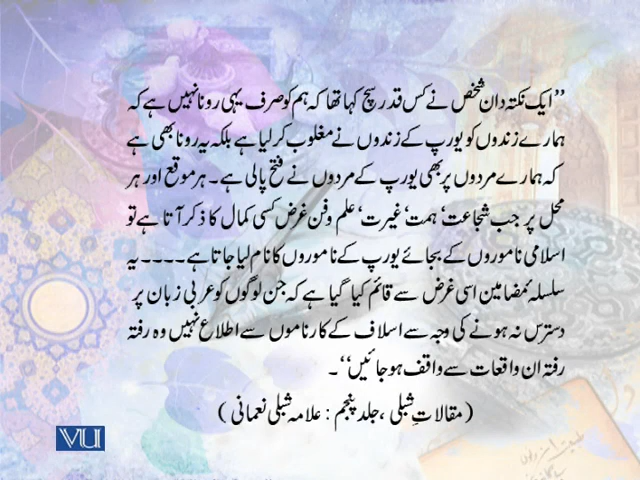 ’’ایک نکتہ دان شخص نے کس قدر سچ کہا تھا کہ ہم کو صرف یہی رونا نہیں ہے کہ
ہمارے زندوں کو یورپ کے زندوں نے مغلوب کر لیا ہے بلکہ یہ رونا بھی ہے
کہ ہمارے مردوں پر بھی یورپ کے مردوں نے فتح پالی ہے۔ ہر موقع اور ہر
محل پر جب شجاعت‘ ہمت‘ غیرت‘ علم و فن غرض کسی کمال کا ذکر آتا ہے تو
اسلامی ناموروں کے بجائے یورپ کے ناموروں کا نام لیا جاتا ہے۔۔۔۔ یہ
سلسلۂ مضامین اسی غرض سے قائم کیا گیا ہے کہ جن لوگوں کو عربی زبان پر
دسترس نہ ہونے کی وجہ سے اسلاف کے کارناموں سے اطلاع نہیں وہ رفتہ
رفتہ ان واقعات سے واقف ہو جائیں‘‘۔
(مقالاتِ شبلی، جلد پنجم: علامہ شبلی نعمانی)
VU